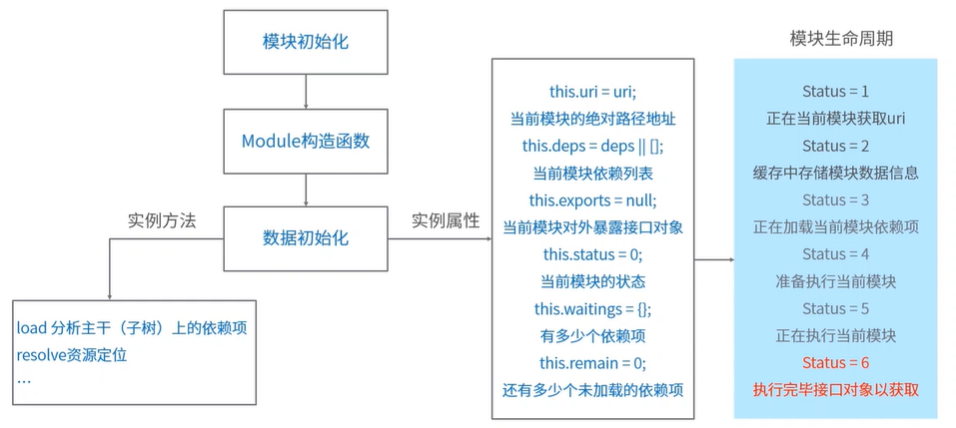 模块初始化
Module构造函数
数据初始化
实例方法
实例属性
load 分析主干（子树）上的依赖项
resolve资源定位
...
this.uri = uri;
当前模块的绝对路径地址
this.deps = deps || [];
当前模块依赖列表
this.exports = null;
当前模块对外暴露接口对象
this.status = 0;
当前模块的状态
this.waitings = {};
有多少个依赖项
this.remain = 0;
还有多少个未加载的依赖项
模块生命周期
Status = 1
正在当前模块获取uri
Status = 2
缓存中存储模块数据信息
Status = 3
正在加载当前模块依赖项
Status = 4
准备执行当前模块
Status = 5
正在执行当前模块
Status = 6
执行完毕接口对象以获取